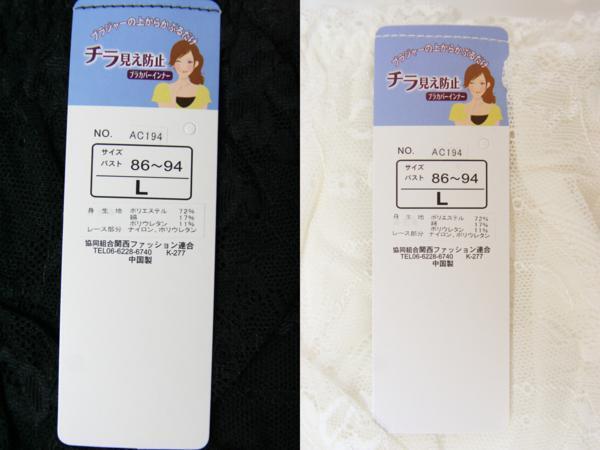 ブラジャーの上からかぶるだけ
チラ見え防止
ブラカバーインナー
NO. AC194
サイズ
バスト 86～94
L
身生地 ポリエステル 72%
綿 17%
ポリウレタン 11%
レース部分 ナイロン、ポリウレタン
協同組合関西ファッション連合
TEL06-6228-6740 K-277
中国製
ブラジャーの上からかぶるだけ
チラ見え防止
ブラカバーインナー
NO. AC194
サイズ
バスト 86～94
L
身生地 ポリエステル 72%
綿 17%
ポリウレタン 11%
レース部分 ナイロン、ポリウレタン
協同組合関西ファッション連合
TEL06-6228-6740 K-277
中国製